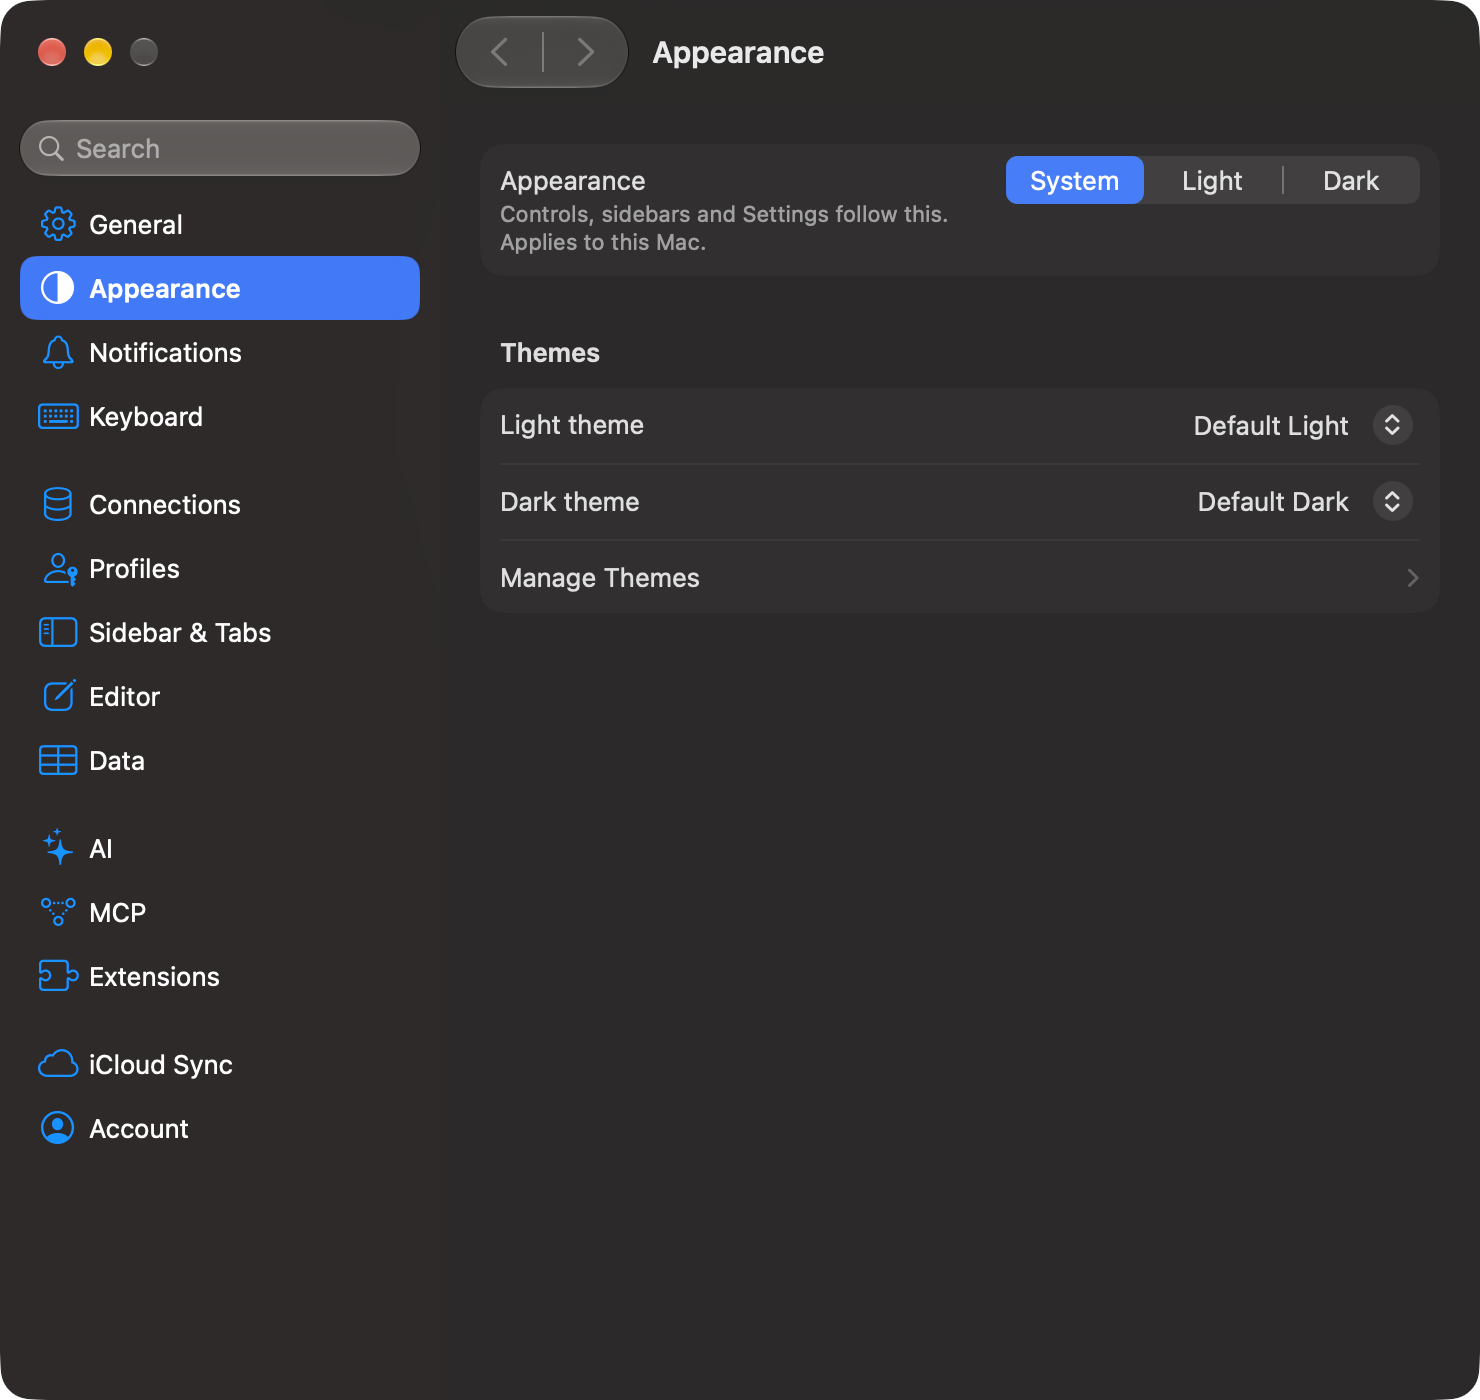 Appearance
Search
General
Appearance
Notifications
Keyboard
Connections
Profiles
Sidebar & Tabs
Editor
Data
AI
MCP
Extensions
iCloud Sync
Account
Appearance
Controls, sidebars and Settings follow this.
Applies to this Mac.
System Light Dark
Themes
Light theme Default Light
Dark theme Default Dark
Manage Themes